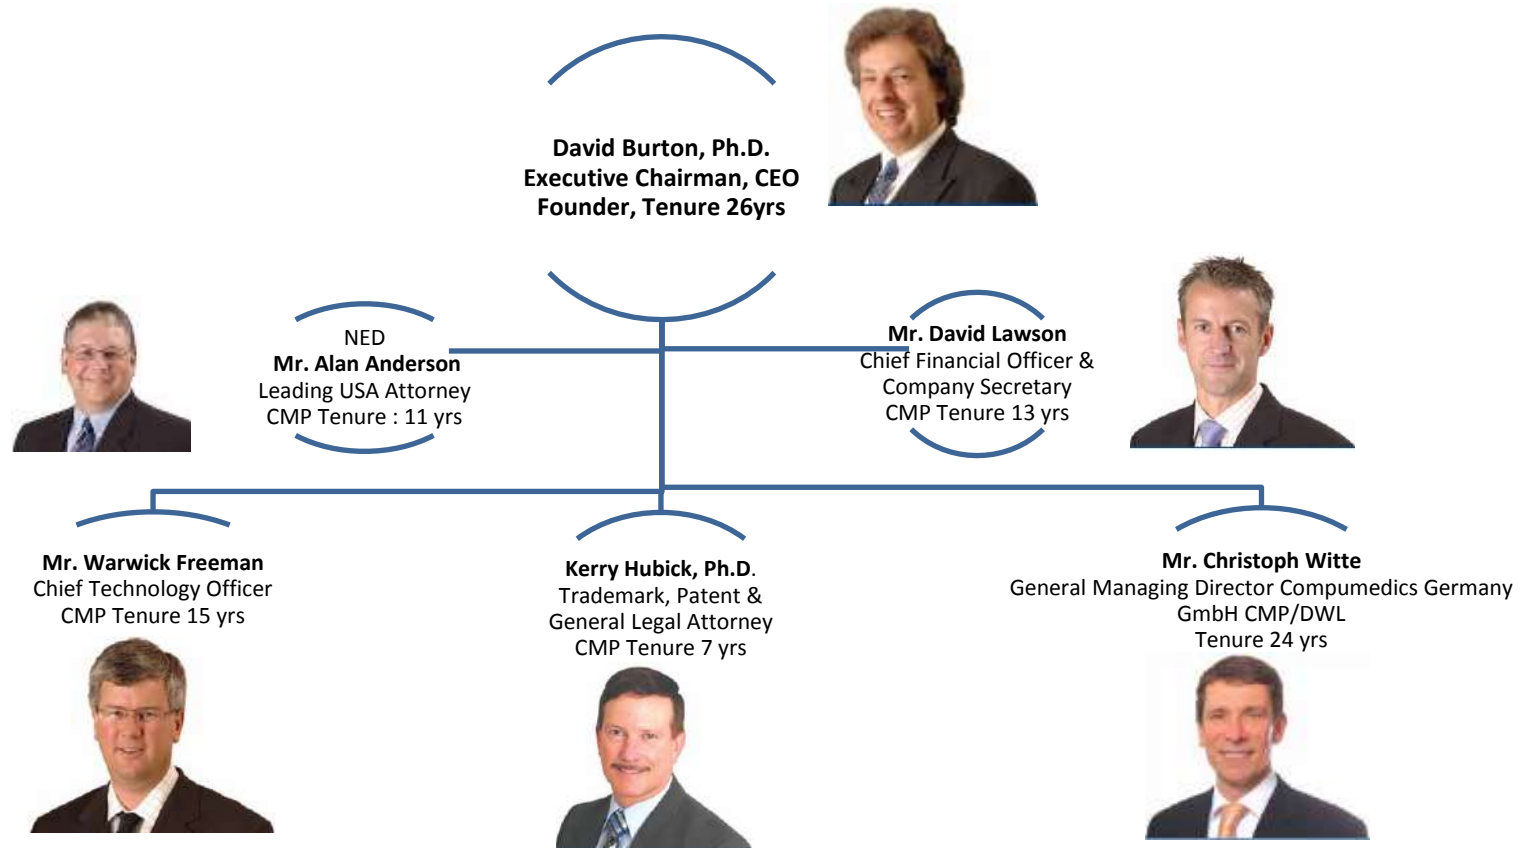 David Burton, Ph.D.
Executive Chairman, CEO
Founder, Tenure 26yrs
NED
Mr. Alan Anderson
Leading USA Attorney
CMP Tenure : 11 yrs
Mr. David Lawson
Chief Financial Officer &
Company Secretary
CMP Tenure 13 yrs
Mr. Warwick Freeman
Chief Technology Officer
CMP Tenure 15 yrs
Kerry Hubick, Ph.D.
Trademark, Patent &
General Legal Attorney
CMP Tenure 7 yrs
Mr. Christoph Witte
General Managing Director Compumedics Germany
GmbH CMP/DWL
Tenure 24 yrs